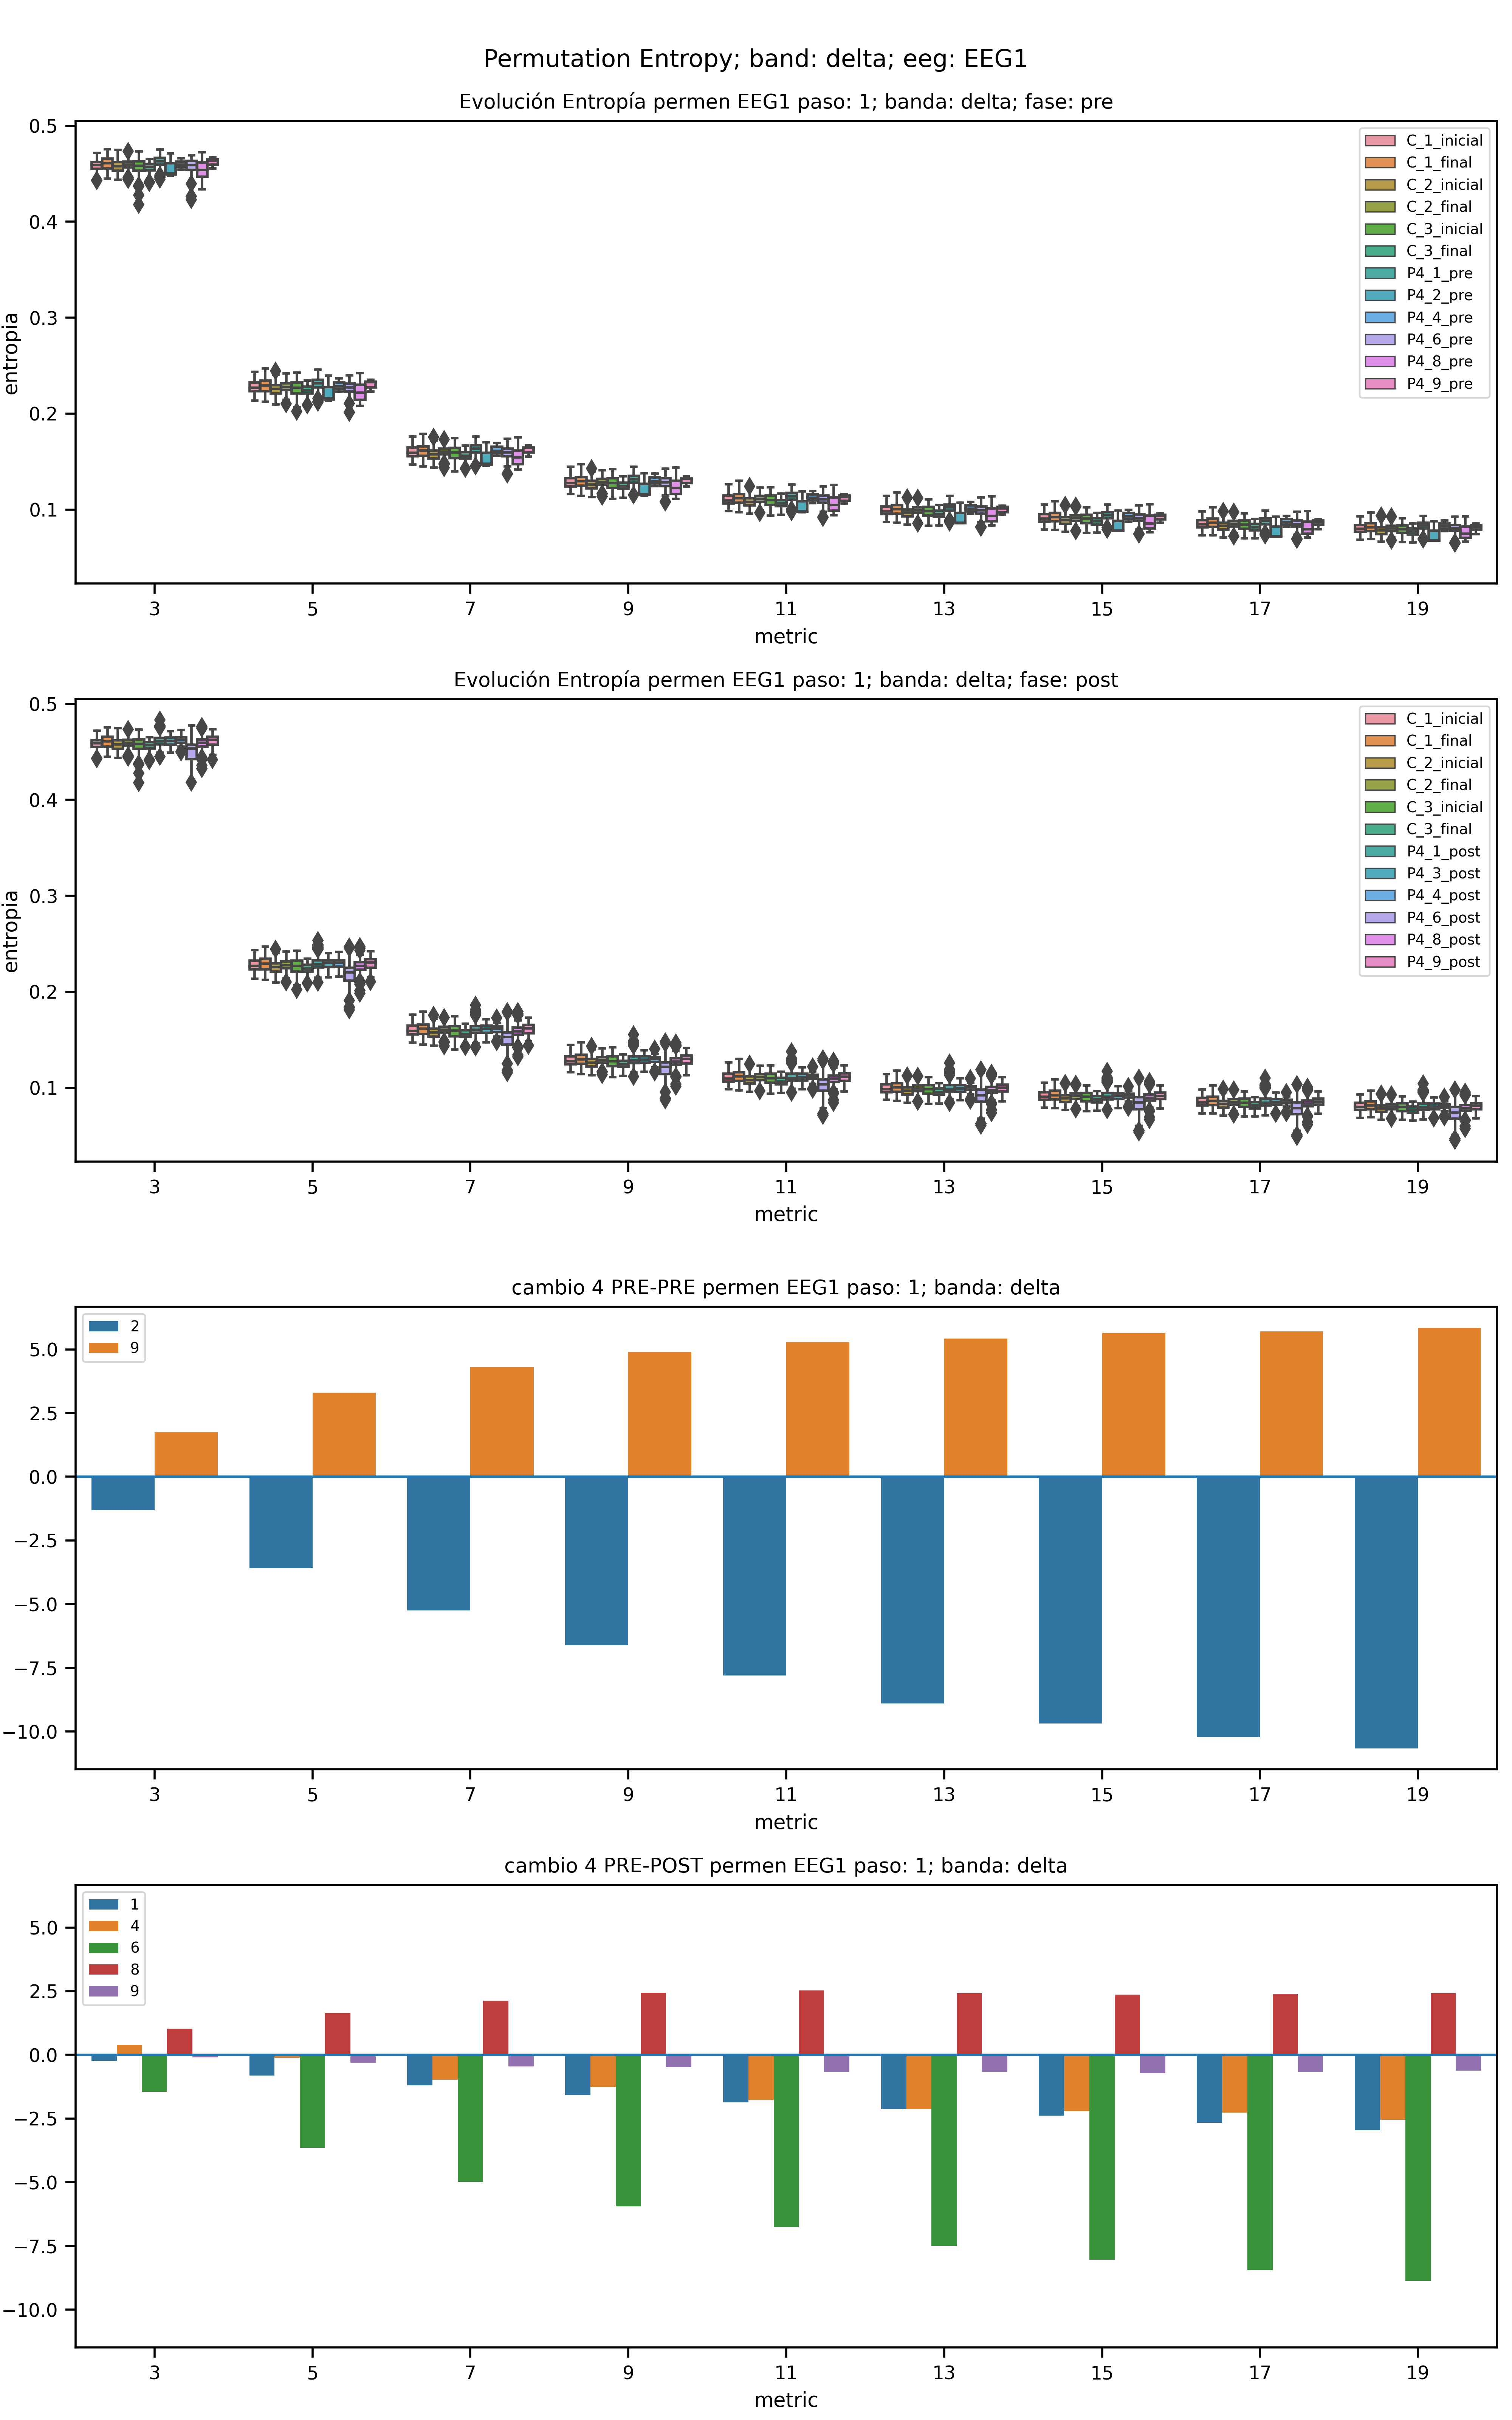 Permutation Entropy; band: delta; eeg: EEG1
Evolución Entropía permen EEG1 paso: 1; banda: delta; fase: pre
entropia
0.5
0.4
0.3
0.2
0.1
C_1_inicial
C_1_final
C_2_inicial
C_2_final
C_3_inicial
C_3_final
P4_1_pre
P4_2_pre
P4_4_pre
P4_6_pre
P4_8_pre
P4_9_pre
3 5 7 9 11 13 15 17 19
metric
Evolución Entropía permen EEG1 paso: 1; banda: delta; fase: post
entropia
0.5
0.4
0.3
0.2
0.1
C_1_inicial
C_1_final
C_2_inicial
C_2_final
C_3_inicial
C_3_final
P4_1_post
P4_3_post
P4_4_post
P4_6_post
P4_8_post
P4_9_post
3 5 7 9 11 13 15 17 19
metric
cambio 4 PRE-PRE permen EEG1 paso: 1; banda: delta
2
9
5.0
2.5
0.0
−2.5
−5.0
−7.5
−10.0
3 5 7 9 11 13 15 17 19
metric
cambio 4 PRE-POST permen EEG1 paso: 1; banda: delta
1
4
6
8
9
5.0
2.5
0.0
−2.5
−5.0
−7.5
−10.0
3 5 7 9 11 13 15 17 19
metric